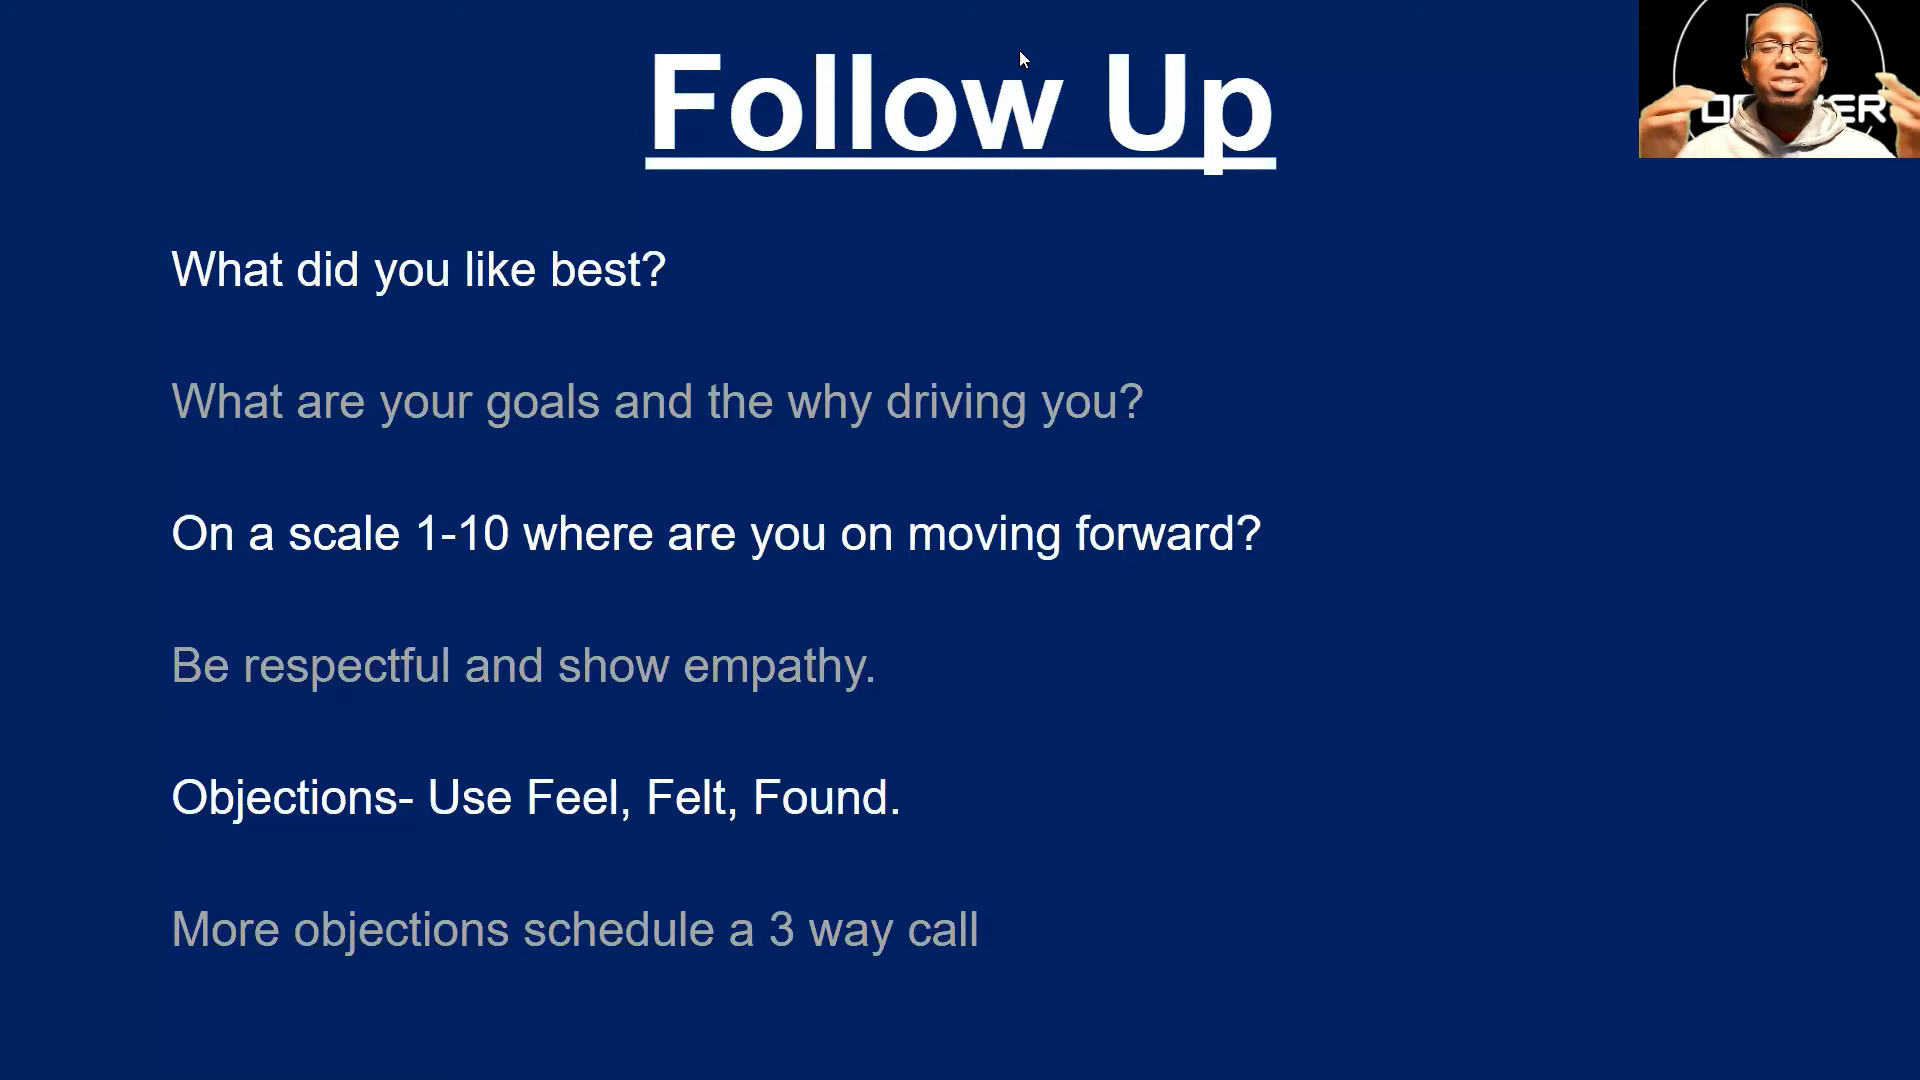 Follow Up
What did you like best?
What are your goals and the why driving you?
On a scale 1-10 where are you on moving forward?
Be respectful and show empathy.
Objections- Use Feel, Felt, Found.
More objections schedule a 3 way call